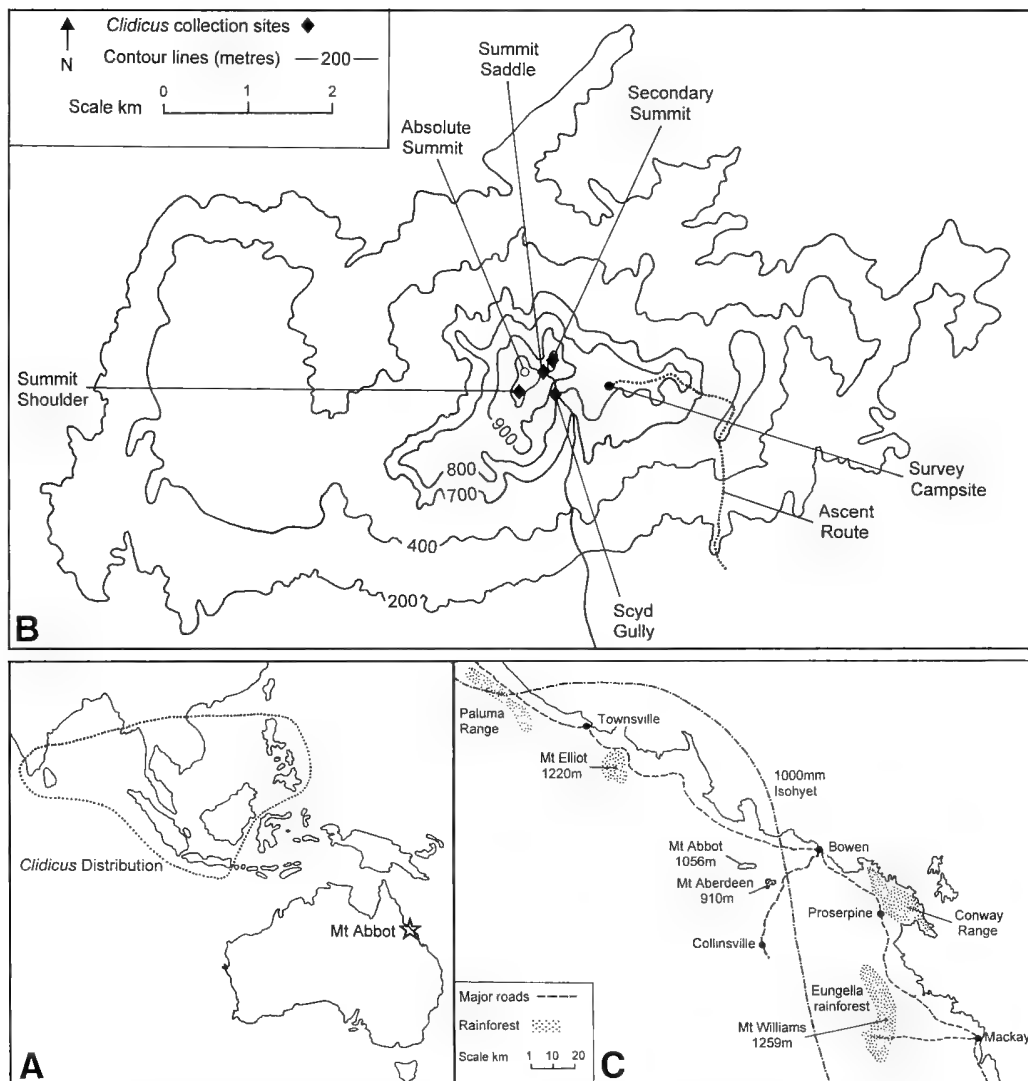 Clidicus collection sites
N
Contour lines (metres) 200
Scale km 0 1 2
Summit
Saddle
Secondary
Summit
Absolute
Summit
Summit
Shoulder
900
800
700
400
200
Survey
Campsite
Ascent
Route
Scyd
Gully
B
Clidicus Distribution
Mt Abbot
A
Paluma
Range
Townsville
Mt Elliot
1220m
1000mm
Isohyet
Mt Abbot
1056m
Bowen
Mt Aberdeen
910m
Proserpine
Conway
Range
Collinsville
Major roads
Rainforest
Scale km 1 10 20
Eungella
rainforest
Mt Williams
1259m
Mackay
C